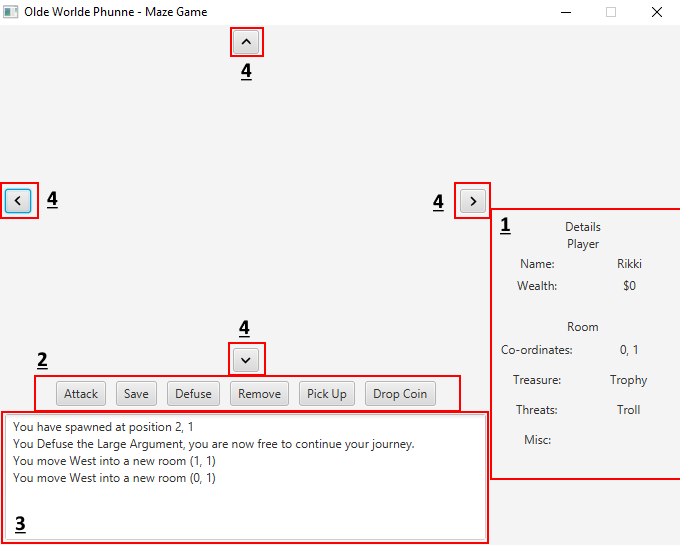 Olde Worlde Phunne - Maze Game
4
4
4
1
Details
Player
Name: Rikki
Wealth: $0
Room
Co-ordinates: 0, 1
Treasure: Trophy
Threats: Troll
Misc:
4
2
Attack Save Defuse Remove Pick Up Drop Coin
You have spawned at position 2, 1
You Defuse the Large Argument, you are now free to continue your journey.
You move West into a new room (1, 1)
You move West into a new room (0, 1)
3